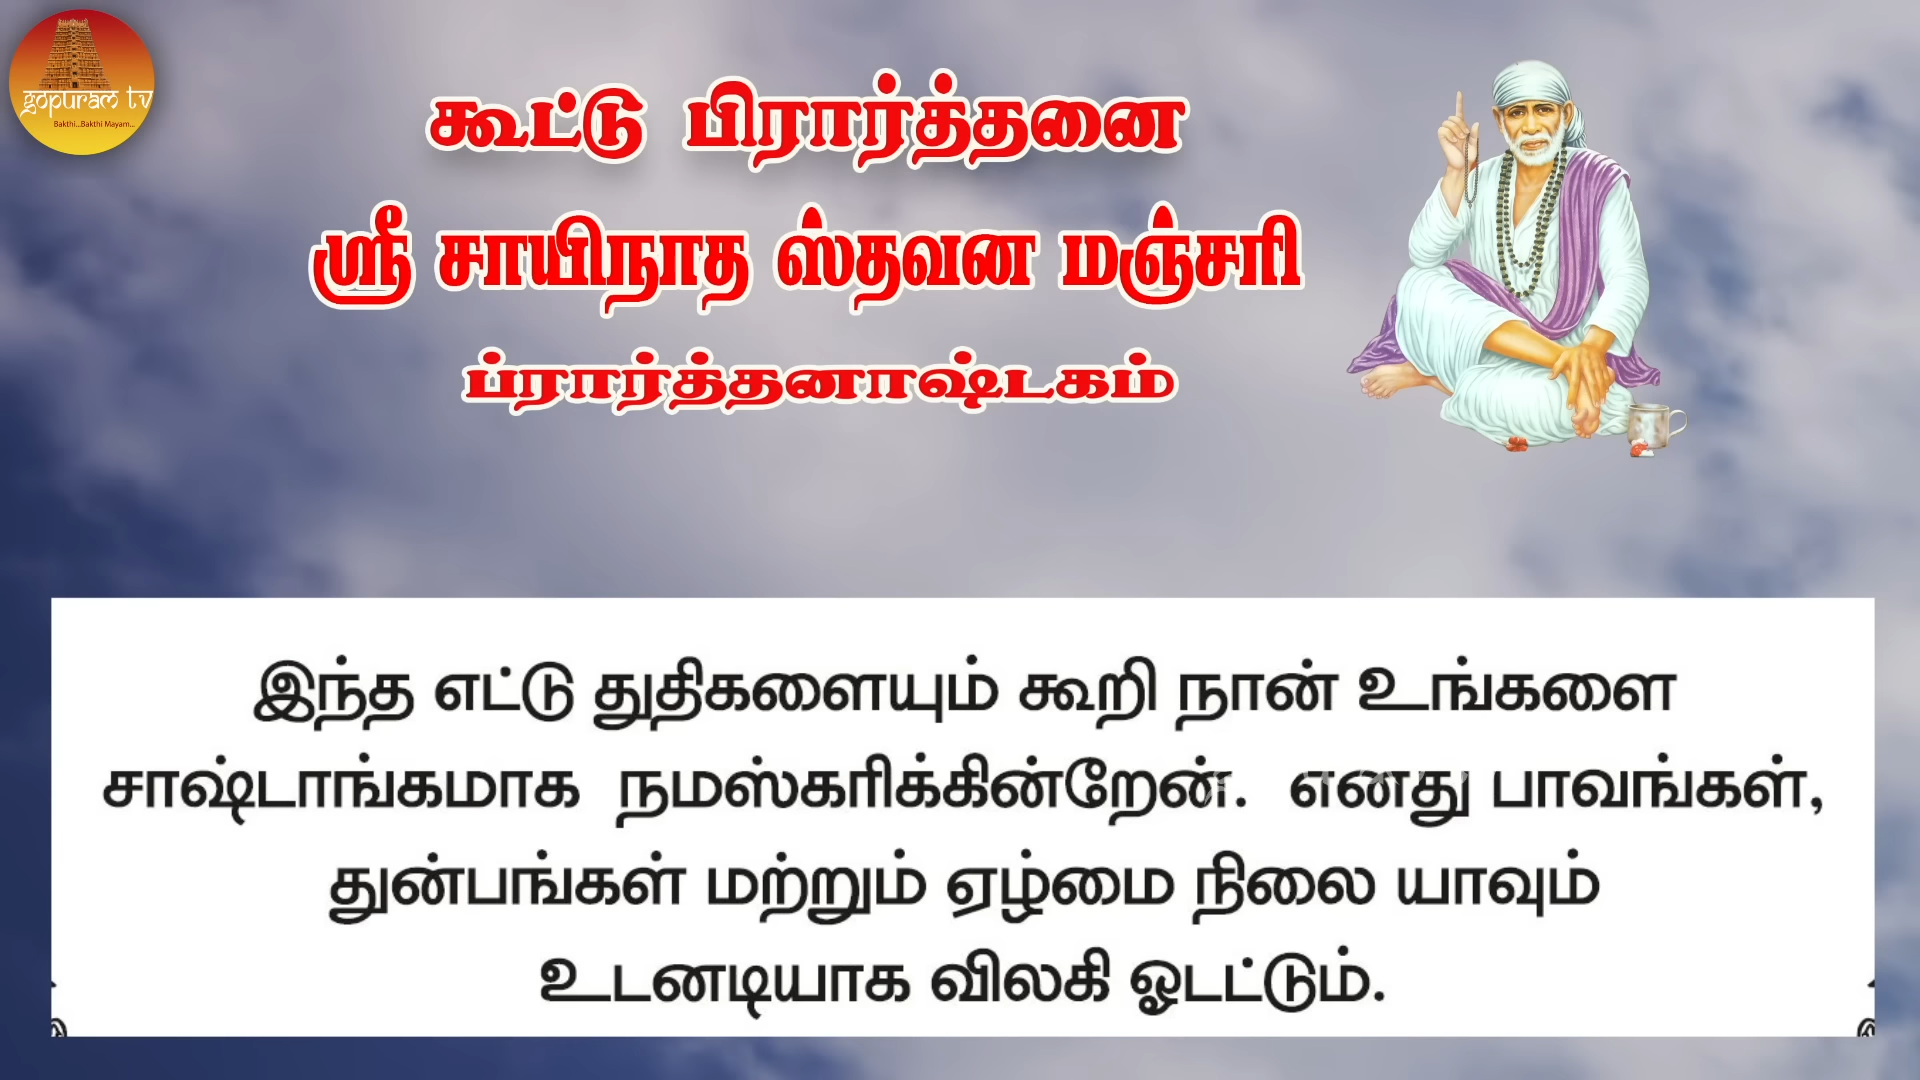 gopuram tv
Bakthi...Bakthi Mayam...
கூட்டு பிரார்த்தனை
ஸ்ரீ சாயிநாத ஸ்தவன மஞ்சரி
ப்ரார்த்தனாஷ்டகம்
இந்த எட்டு துதிகளையும் கூறி நான் உங்களை
சாஷ்டாங்கமாக நமஸ்கரிக்கின்றேன். எனது பாவங்கள்,
துன்பங்கள் மற்றும் ஏழ்மை நிலை யாவும்
உடனடியாக விலகி ஓடட்டும்.